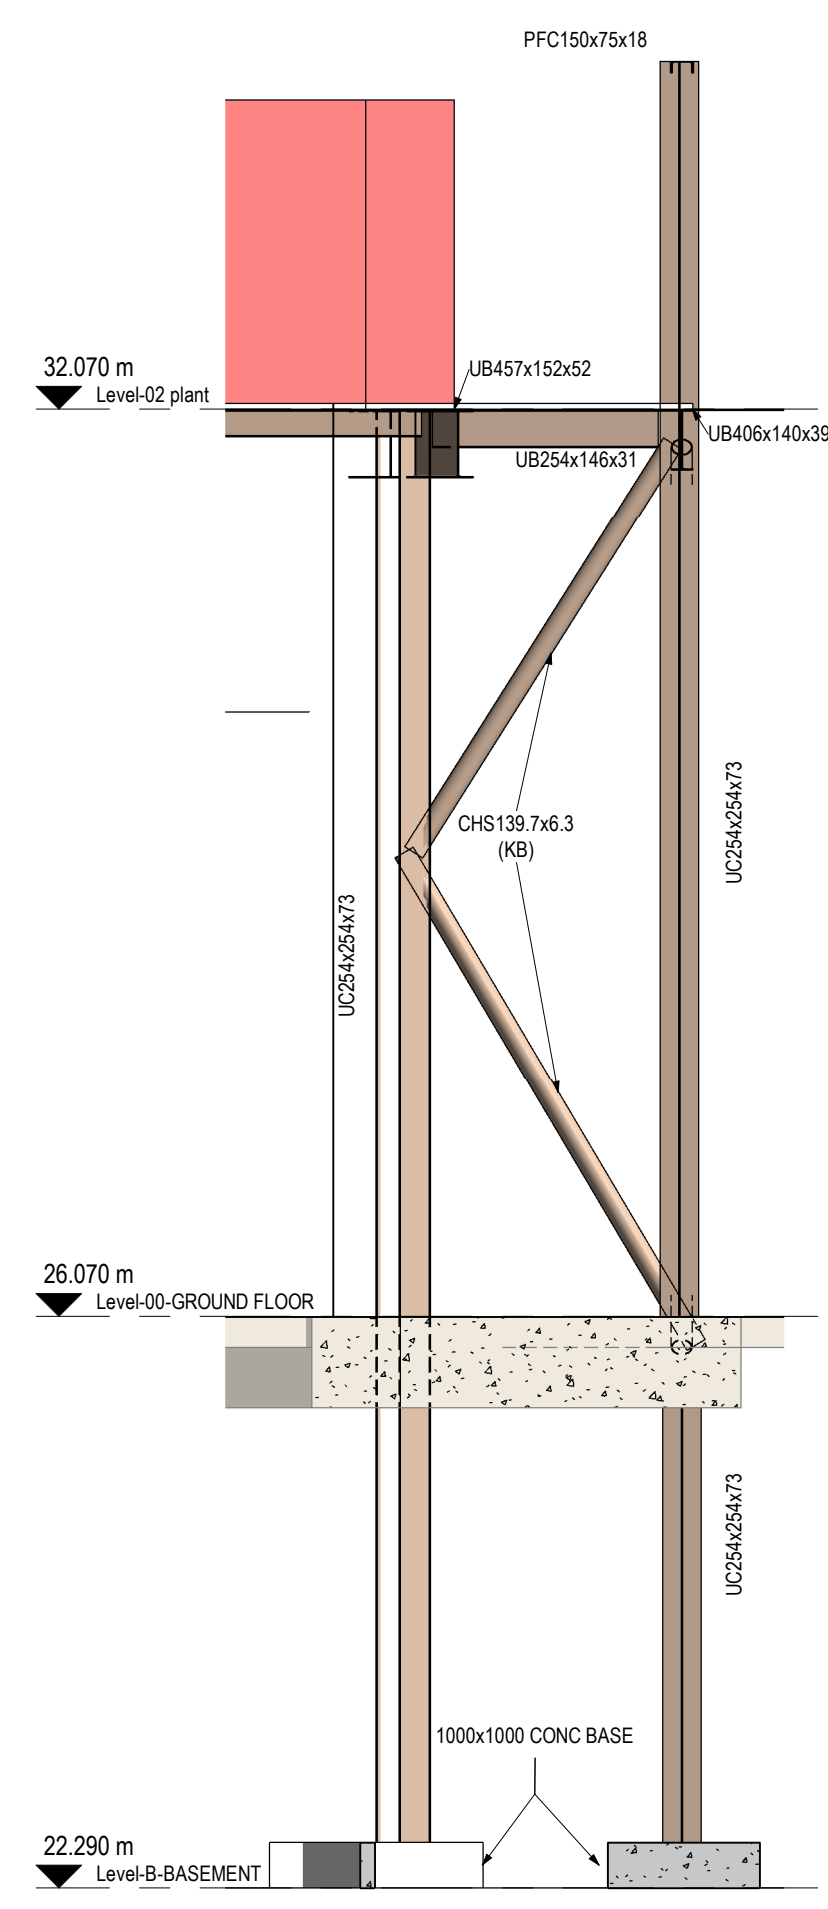 PFC150x75x18
32.070 m
Level-02 plant
UB457x152x52
UB406x140x39
UB254x146x31
UC254x254x73
CHS139.7x6.3
(KB)
UC254x254x73
26.070 m
Level-00-GROUND FLOOR
UC254x254x73
1000x1000 CONC BASE
22.290 m
Level-B-BASEMENT